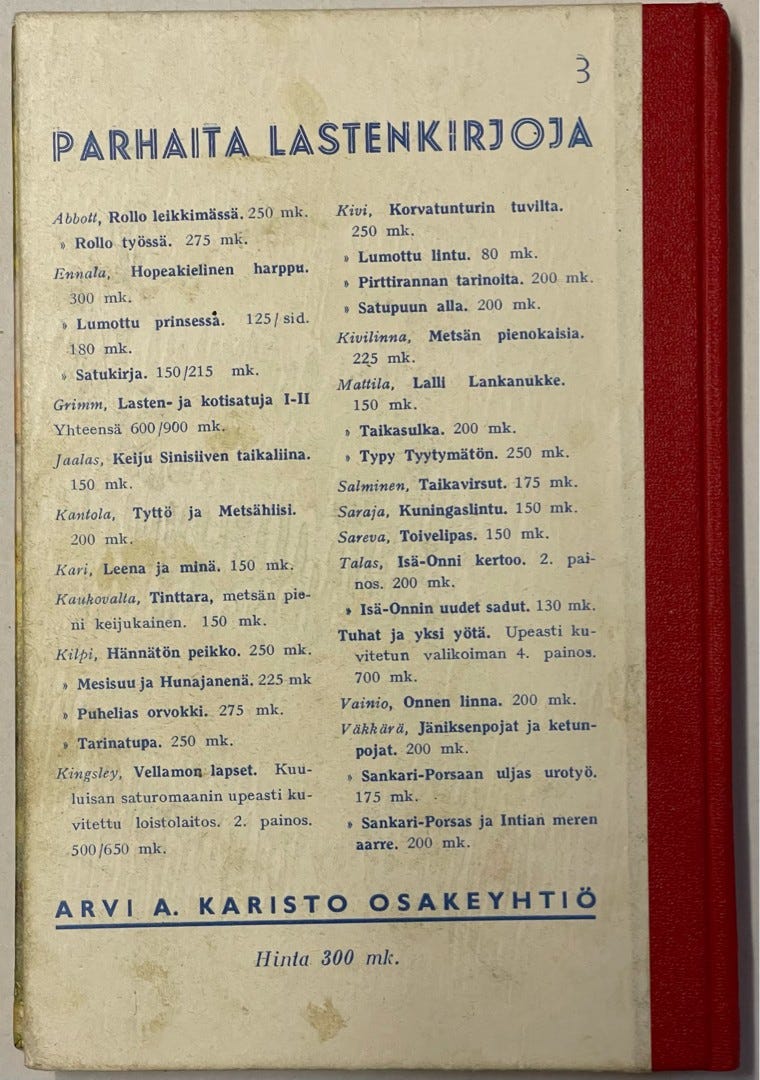 3
PARHAITA LASTENKIRJOJA
Abbott, Rollo leikkimässä. 250 mk.
» Rollo työssä. 275 mk.
Ennala, Hopeakielinen harppu.
300 mk.
» Lumottu prinsessa. 125/sid.
180 mk.
» Satukirja. 150/215 mk.
Grimm, Lasten- ja kotisatuja I-II
Yhteensä 600/900 mk.
Jaalas, Keiju Sinisiiven taikaliina.
150 mk.
Kantola, Tyttö ja Metsähiisi.
200 mk.
Kari, Leena ja minä. 150 mk.
Kaukovalta, Tinttara, metsän pie-
ni keijukainen. 150 mk.
Kilpi, Hännätön peikko. 250 mk.
» Mesisuu ja Hunajanenä. 225 mk
» Puhelias orvokki. 275 mk.
» Tarinatupa. 250 mk.
Kingsley, Vellamon lapset. Kuu-
luisan saturomaanin upeasti ku-
vitettu loistolaitos. 2. painos.
500/650 mk.
Kivi, Korvatunturin tuvilta.
250 mk.
» Lumottu lintu. 80 mk.
» Pirttirannan tarinoita. 200 mk.
» Satupuun alla. 200 mk.
Kivilinna, Metsän pienokaisia.
225 mk.
Mattila, Lalli Lankanukke.
150 mk.
» Taikasulka. 200 mk.
» Typy Tyytymätön. 250 mk.
Salminen, Taikavirsut. 175 mk.
Saraja, Kuningaslintu. 150 mk.
Sareva, Toivelipas. 150 mk.
Talas, Isä-Onni kertoo. 2. pai-
nos. 200 mk.
» Isä-Onnin uudet sadut. 130 mk.
Tuhat ja yksi yötä. Upeasti ku-
vitetun valikoiman 4. painos.
700 mk.
Vainio, Onnen linna. 200 mk.
Väkkärä, Jäniksenpojat ja ketun-
pojat. 200 mk.
» Sankari-Porsaan uljas urotyö.
175 mk.
» Sankari-Porsas ja Intian meren
aarre. 200 mk.
ARVI A. KARISTO OSAKEYHTIÖ
Hinta 300 mk.